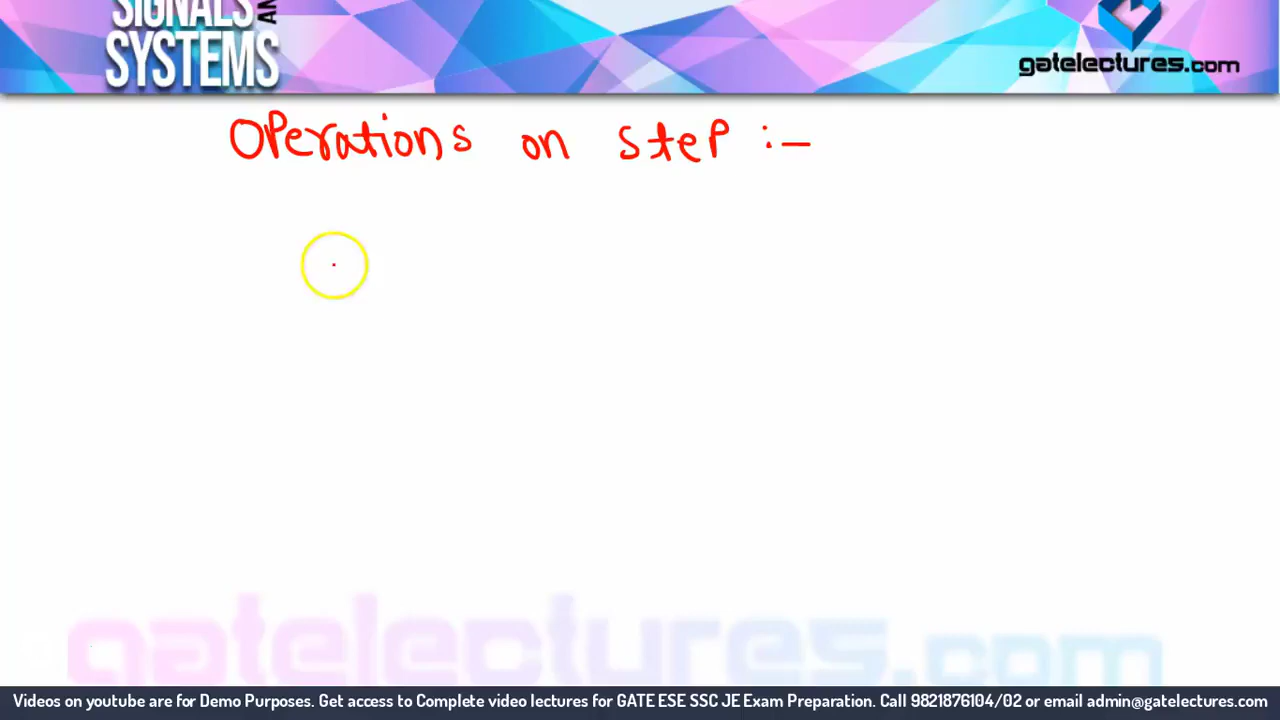 SIGNALS AN
SYSTEMS
gatelectures.com
Operations on step :-
gatelectures.com
Videos on youtube are for Demo Purposes. Get access to Complete video lectures for GATE ESE SSC JE Exam Preparation. Call 9821876104/02 or email admin@gatelectures.com